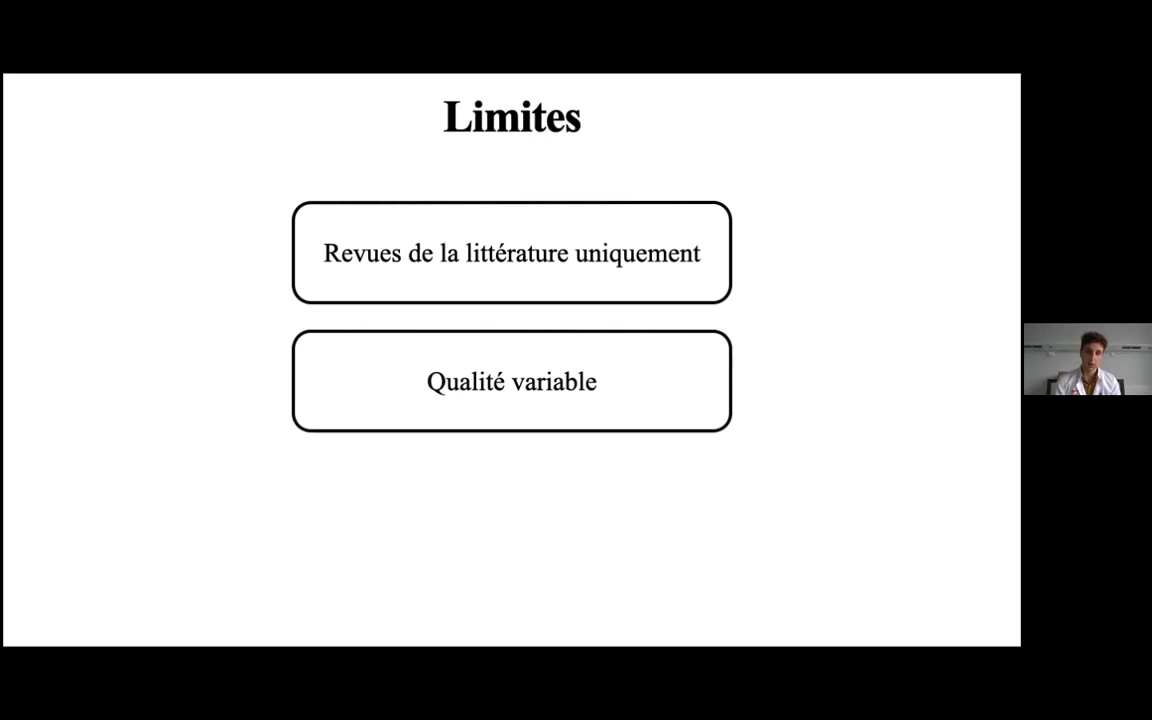 Limites
Revues de la littérature uniquement
Qualité variable